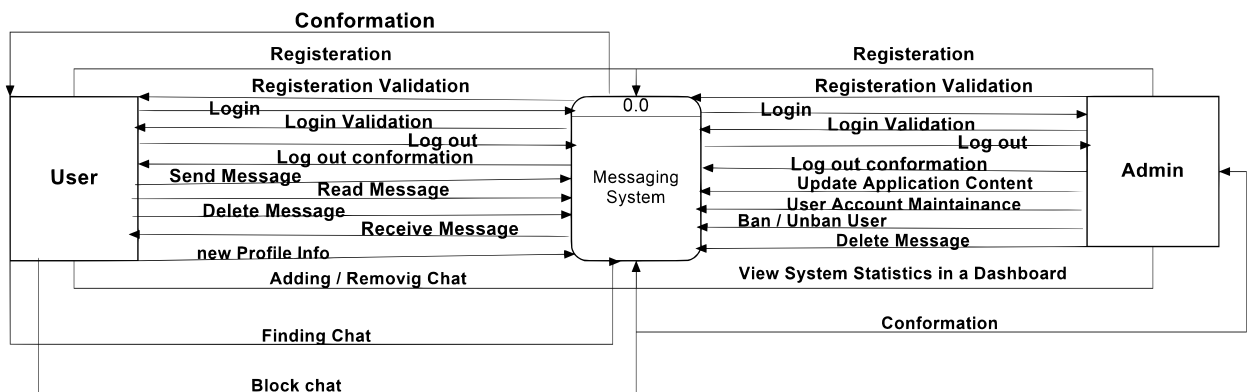 Conformation
Registeration
Registeration
Registeration Validation
Registeration Validation
0.0
Login
Login
Login Validation
Login Validation
Log out
Log out
Log out conformation
Log out conformation
Send Message
User
Messaging
System
Admin
Update Application Content
Read Message
User Account Maintainance
Delete Message
Ban / Unban User
Receive Message
Delete Message
new Profile Info
Adding / Removig Chat
View System Statistics in a Dashboard
Conformation
Finding Chat
Block chat